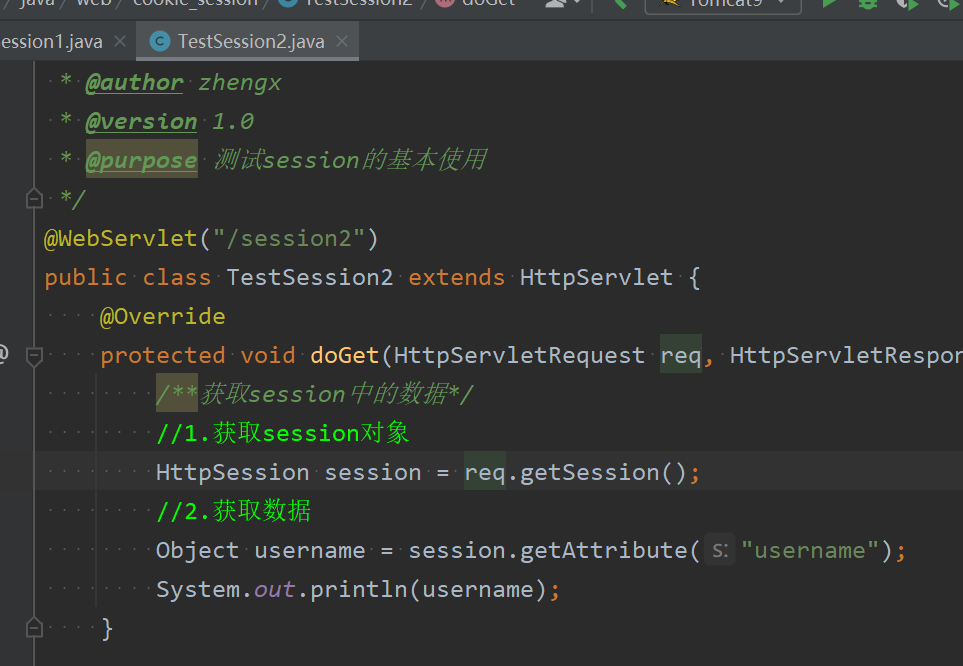 java / web / cookie_session / TestSession2 / doGet Tomcat9
ession1.java × TestSession2.java ×
* @author zhengx
* @version 1.0
* @purpose 测试session的基本使用
*/
@WebServlet("/session2")
public class TestSession2 extends HttpServlet {
@Override
protected void doGet(HttpServletRequest req, HttpServletRespon
/**获取session中的数据*/
//1.获取session对象
HttpSession session = req.getSession();
//2.获取数据
Object username = session.getAttribute( s: "username");
System.out.println(username);
}